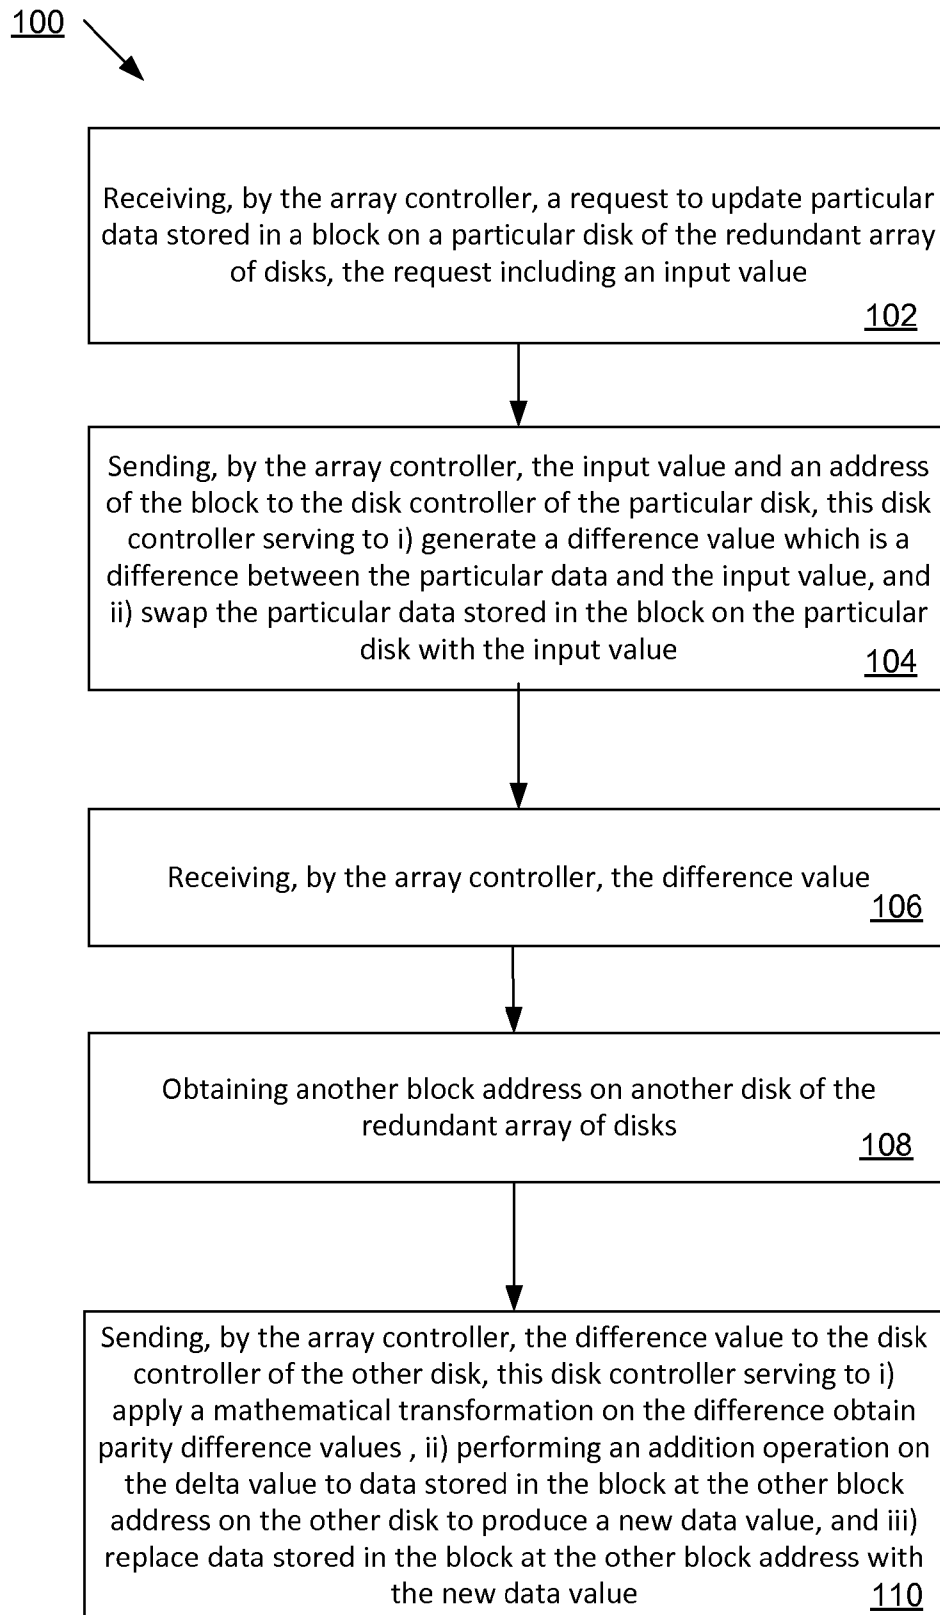 100
Receiving, by the array controller, a request to update particular
data stored in a block on a particular disk of the redundant array
of disks, the request including an input value
102
Sending, by the array controller, the input value and an address
of the block to the disk controller of the particular disk, this disk
controller serving to i) generate a difference value which is a
difference between the particular data and the input value, and
ii) swap the particular data stored in the block on the particular
disk with the input value
104
Receiving, by the array controller, the difference value
106
Obtaining another block address on another disk of the
redundant array of disks
108
Sending, by the array controller, the difference value to the disk
controller of the other disk, this disk controller serving to i)
apply a mathematical transformation on the difference obtain
parity difference values , ii) performing an addition operation on
the delta value to data stored in the block at the other block
address on the other disk to produce a new data value, and iii)
replace data stored in the block at the other block address with
the new data value
110